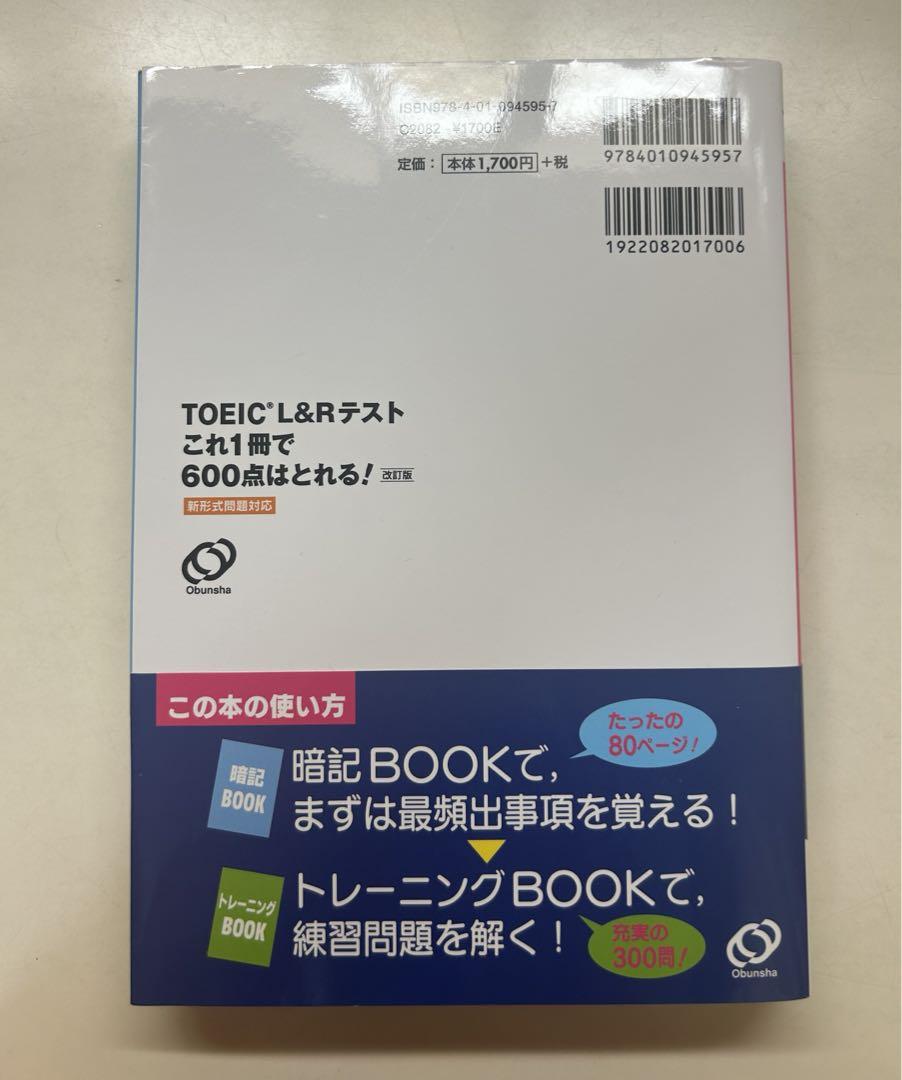 ISBN978-4-01-094595-7
C2082 ¥1700E
定価：本体1,700円+税
9784010945957
1922082017006
TOEIC® L&Rテスト
これ1冊で
600点はとれる！ 改訂版
新形式問題対応
Obunsha
この本の使い方
たったの
80ページ！
暗記
BOOK
暗記BOOKで,
まずは最頻出事項を覚える！
トレーニング
BOOK
トレーニングBOOKで,
練習問題を解く！
充実の
300問！
Obunsha